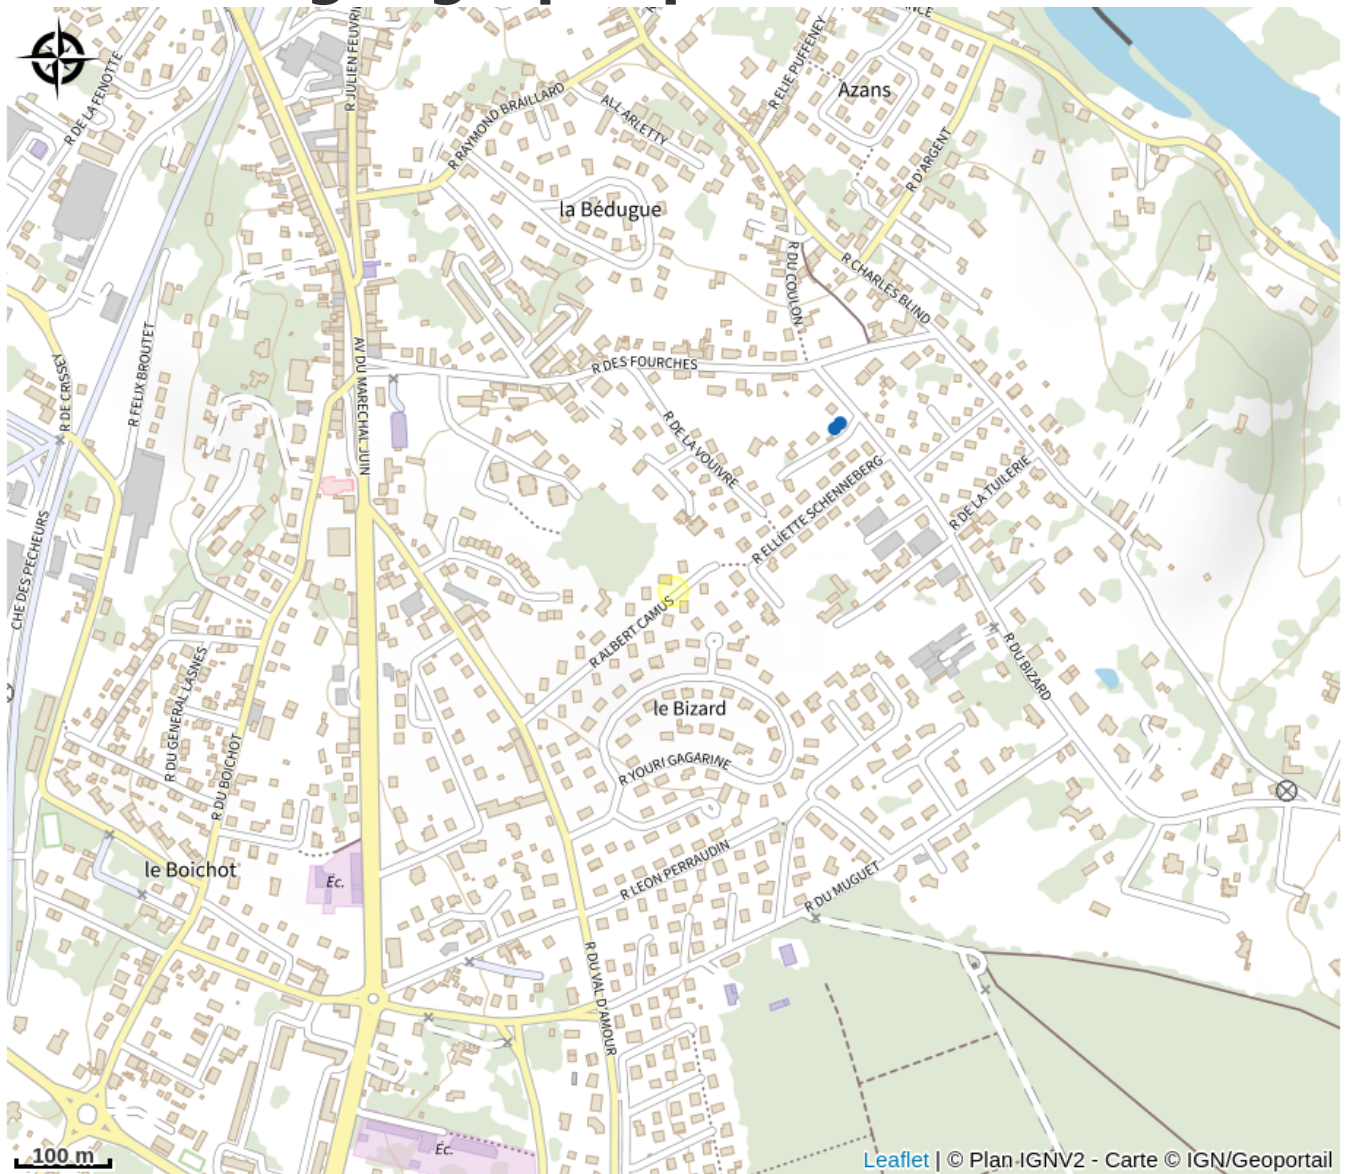 R JULIEN FEUVRI
R DE LA FENOTTE
R ELIE PUFFENEY
Azans
R RAYMOND BRAILLARD
ALL ARLETTY
R D'ARGENT
la Bédugue
R DU COULON
R CHARLES BLIND
R DE CRISSEY
R FELIX BROUTET
AV DU MARECHAL JUIN
R DES FOURCHES
R DE LA VOUIVRE
R ELLIETTE SCHENNEBERG
R DE LA TUILERIE
CHE DES PECHEURS
R ALBERT CAMUS
R DU GENERAL LASNES
R DU BIZARD
le Bizard
R YOURI GAGARINE
R DU BOICHOT
le Boichot
Éc.
R LEON PERRAUDIN
R DU MUGUET
R DU VAL D'AMOUR
Éc.
100 m
Leaflet | © Plan IGNV2 - Carte © IGN/Geoportail